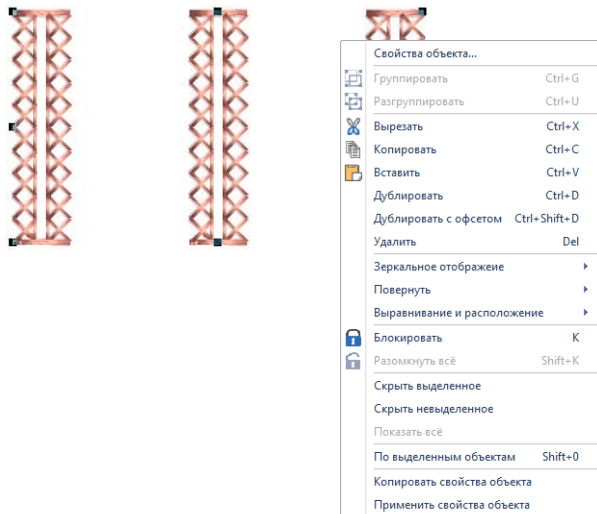 Свойства объекта...
Группировать Ctrl+G
Разгруппировать Ctrl+U
Вырезать Ctrl+X
Копировать Ctrl+C
Вставить Ctrl+V
Дублировать Ctrl+D
Дублировать с офсетом Ctrl+Shift+D
Удалить Del
Зеркальное отображеие
Повернуть
Выравнивание и расположение
Блокировать K
Разомкнуть всё Shift+K
Скрыть выделенное
Скрыть невыделенное
Показать всё
По выделенным объектам Shift+0
Копировать свойства объекта
Применить свойства объекта